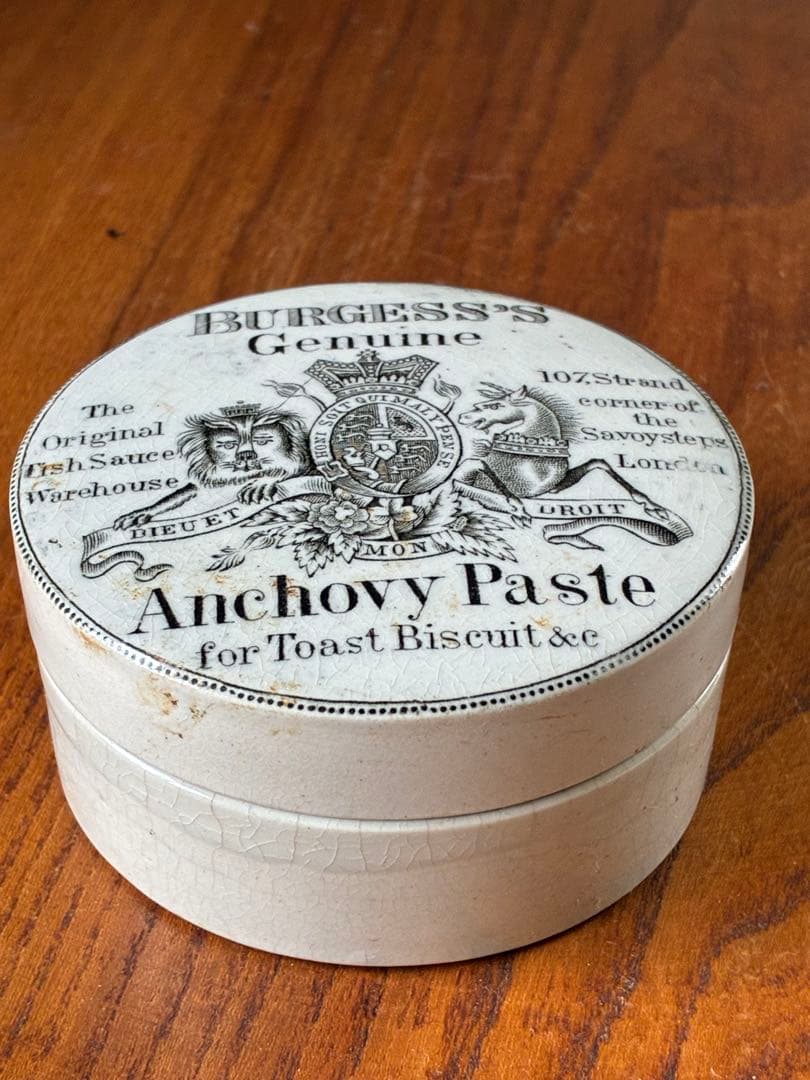 BURGESS'S
Genuine
The
Original
Fish Sauce
Warehouse
107. Strand
corner of
the
Savoy steps
London
HONI SOIT QUI MAL Y PENSE
DIEU ET
MON
DROIT
Anchovy Paste
for Toast Biscuit &c